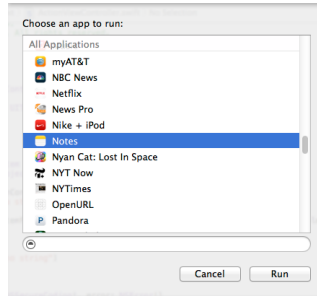 Choose an app to run:
All Applications
myAT&T
NBC News
Netflix
News Pro
Nike + iPod
Notes
Nyan Cat: Lost In Space
NYT Now
NYTimes
OpenURL
Pandora
Cancel
Run